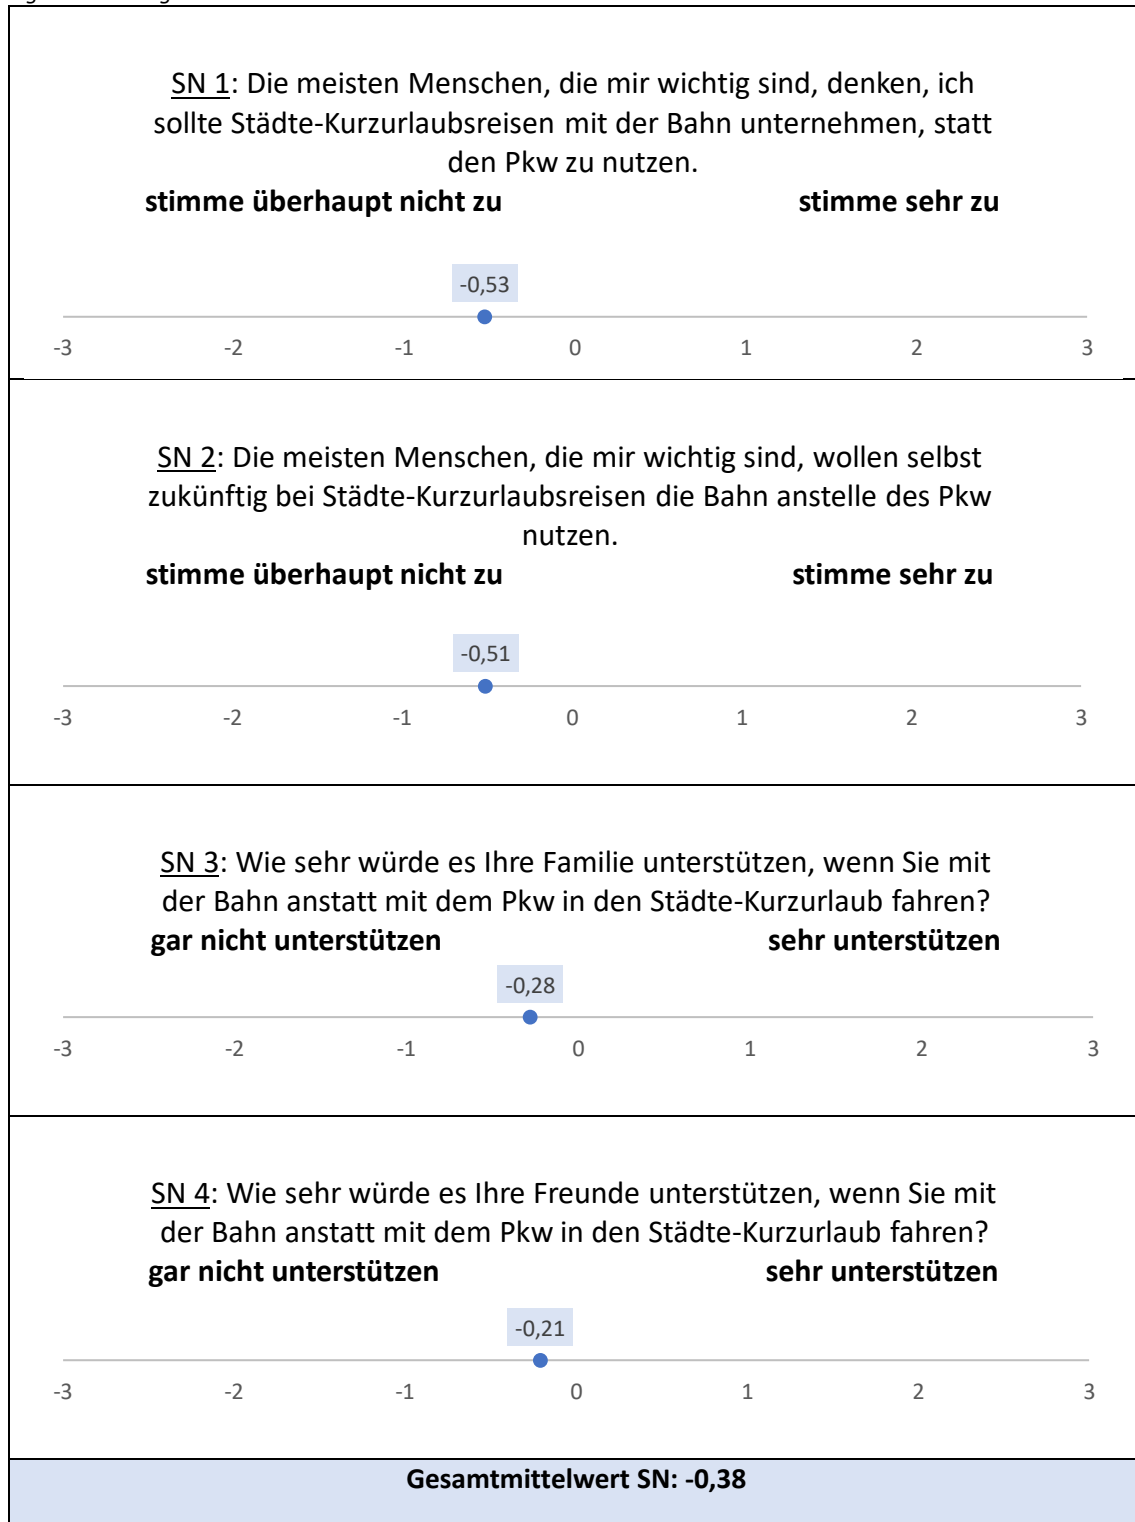 SN 1: Die meisten Menschen, die mir wichtig sind, denken, ich
sollte Städte-Kurzurlaubsreisen mit der Bahn unternehmen, statt
den Pkw zu nutzen.
stimme überhaupt nicht zu stimme sehr zu
-0,53
-3 -2 -1 0 1 2 3
SN 2: Die meisten Menschen, die mir wichtig sind, wollen selbst
zukünftig bei Städte-Kurzurlaubsreisen die Bahn anstelle des Pkw
nutzen.
stimme überhaupt nicht zu stimme sehr zu
-0,51
-3 -2 -1 0 1 2 3
SN 3: Wie sehr würde es Ihre Familie unterstützen, wenn Sie mit
der Bahn anstatt mit dem Pkw in den Städte-Kurzurlaub fahren?
gar nicht unterstützen sehr unterstützen
-0,28
-3 -2 -1 0 1 2 3
SN 4: Wie sehr würde es Ihre Freunde unterstützen, wenn Sie mit
der Bahn anstatt mit dem Pkw in den Städte-Kurzurlaub fahren?
gar nicht unterstützen sehr unterstützen
-0,21
-3 -2 -1 0 1 2 3
Gesamtmittelwert SN: -0,38